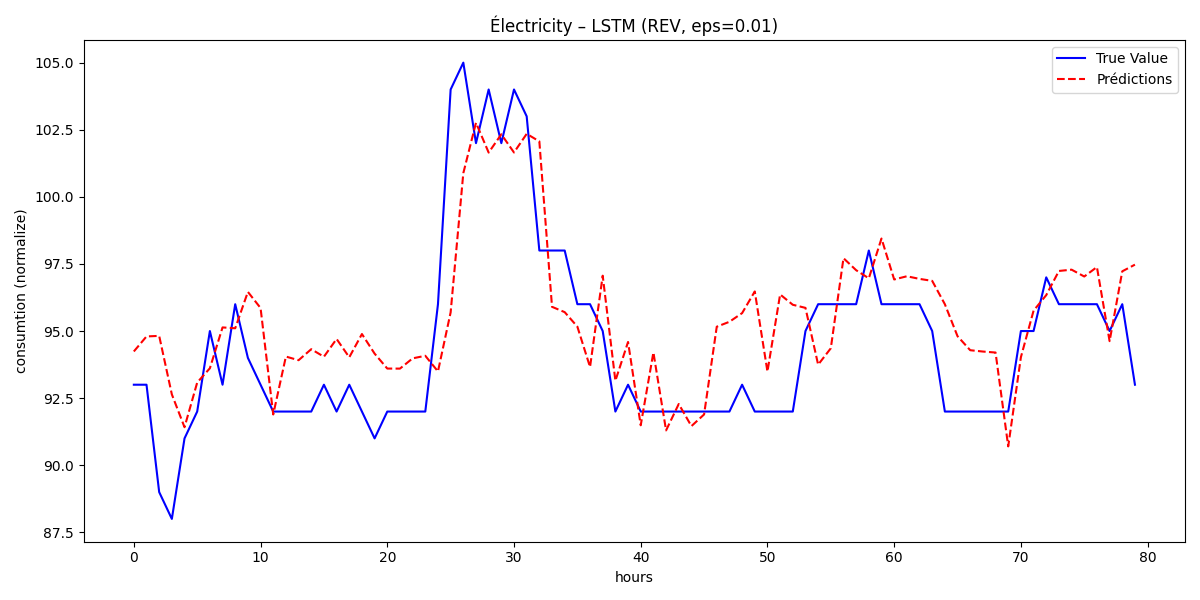 Électricity – LSTM (REV, eps=0.01)
True Value
Prédictions
consumtion (normalize)
105.0
102.5
100.0
97.5
95.0
92.5
90.0
87.5
0 10 20 30 40 50 60 70 80
hours